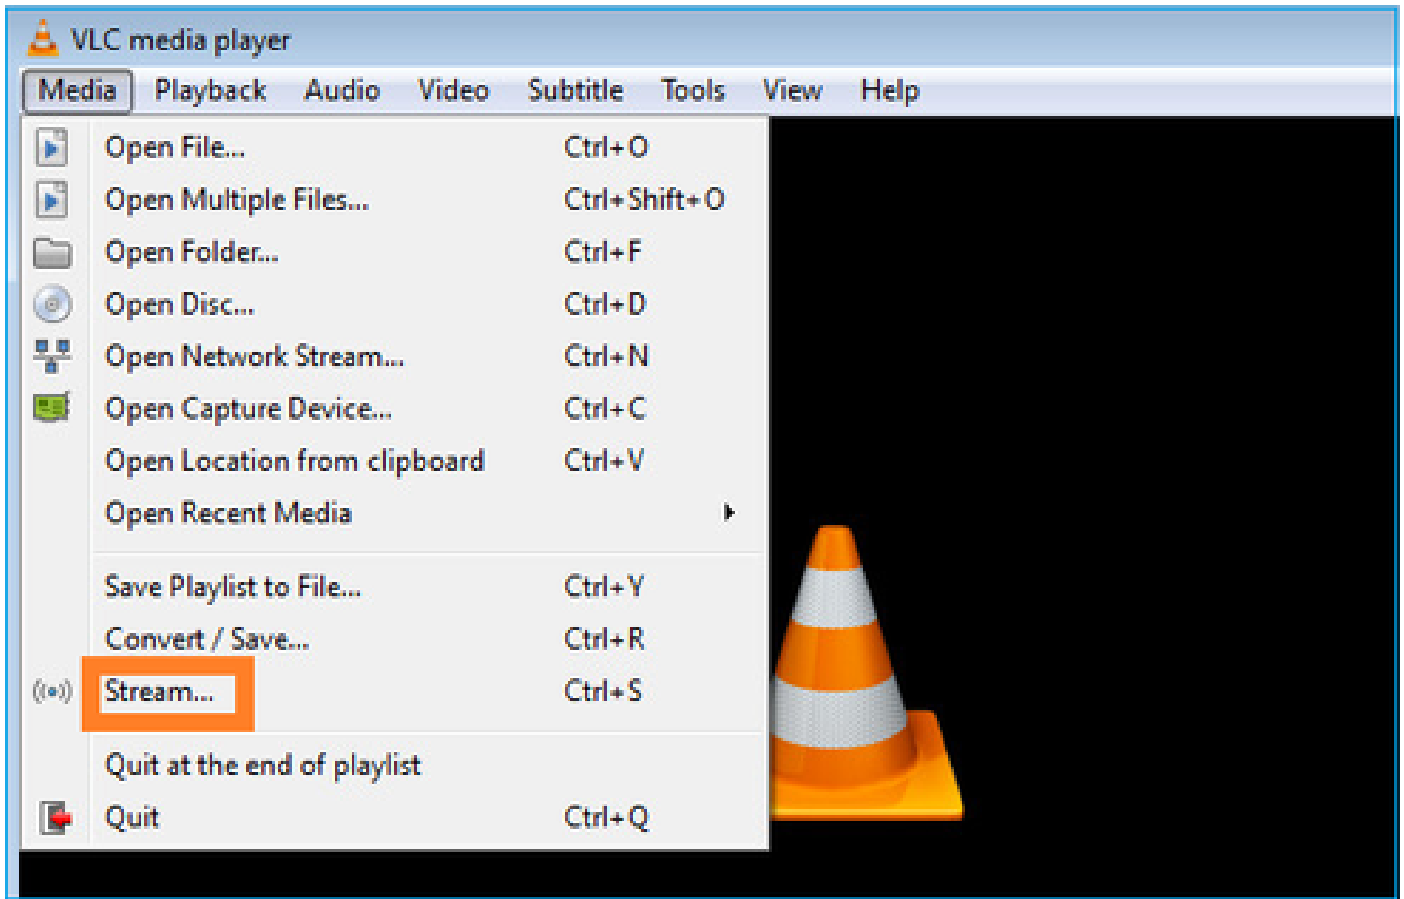 VLC media player
Media Playback Audio Video Subtitle Tools View Help
Open File... Ctrl+O
Open Multiple Files... Ctrl+Shift+O
Open Folder... Ctrl+F
Open Disc... Ctrl+D
Open Network Stream... Ctrl+N
Open Capture Device... Ctrl+C
Open Location from clipboard Ctrl+V
Open Recent Media
Save Playlist to File... Ctrl+Y
Convert / Save... Ctrl+R
Stream... Ctrl+S
Quit at the end of playlist
Quit Ctrl+Q